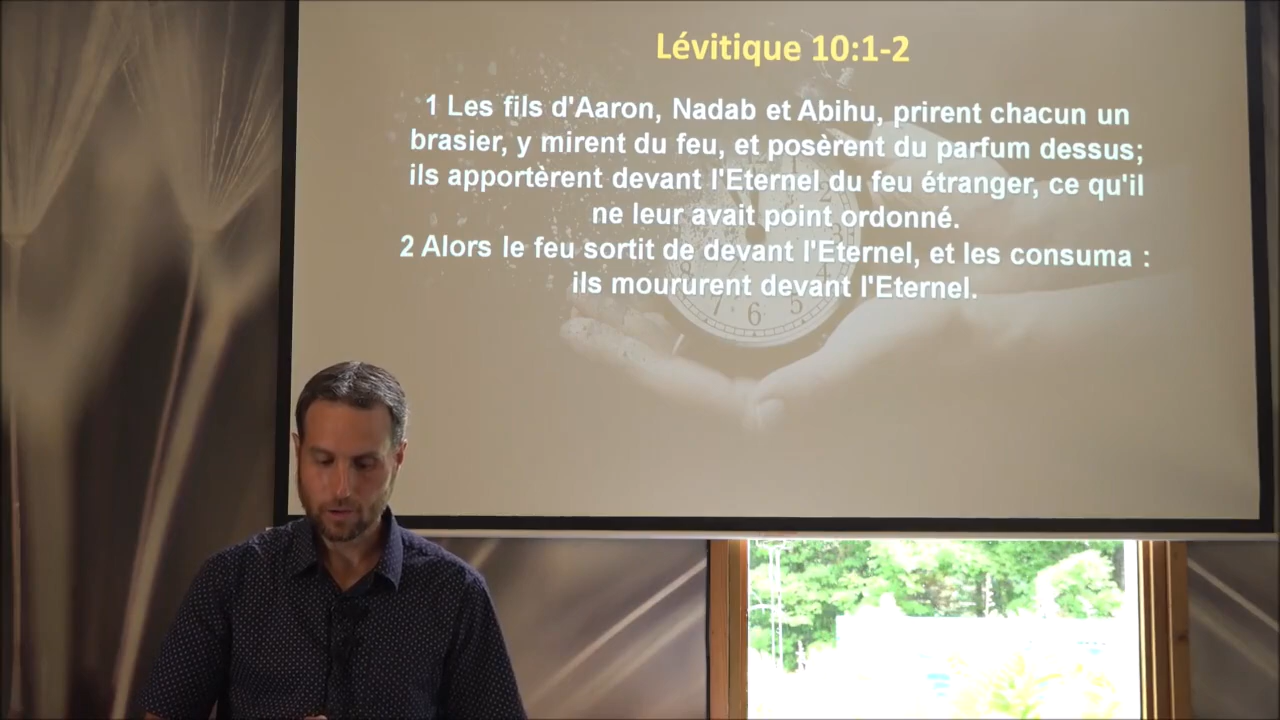 Lévitique 10:1-2
1 Les fils d'Aaron, Nadab et Abihu, prirent chacun un
brasier, y mirent du feu, et posèrent du parfum dessus;
ils apportèrent devant l'Eternel du feu étranger, ce qu'il
ne leur avait point ordonné.
2 Alors le feu sortit de devant l'Eternel, et les consuma :
ils moururent devant l'Eternel.